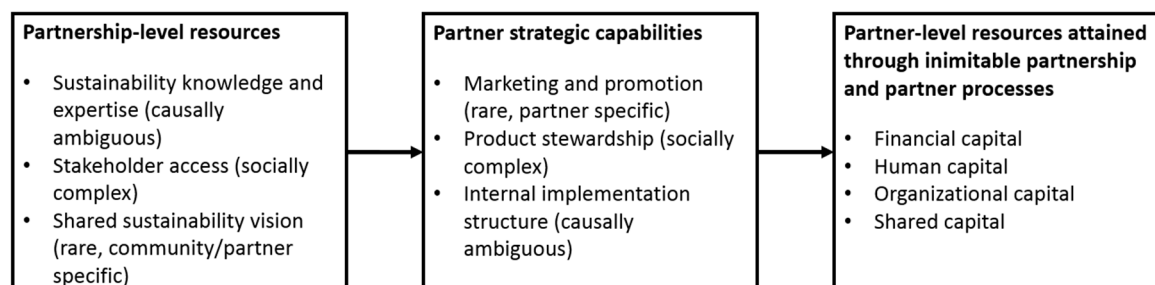 Partnership-level resources
• Sustainability knowledge and
expertise (causally
ambiguous)
• Stakeholder access (socially
complex)
• Shared sustainability vision
(rare, community/partner
specific)
Partner strategic capabilities
• Marketing and promotion
(rare, partner specific)
• Product stewardship (socially
complex)
• Internal implementation
structure (causally
ambiguous)
Partner-level resources attained
through inimitable partnership
and partner processes
• Financial capital
• Human capital
• Organizational capital
• Shared capital